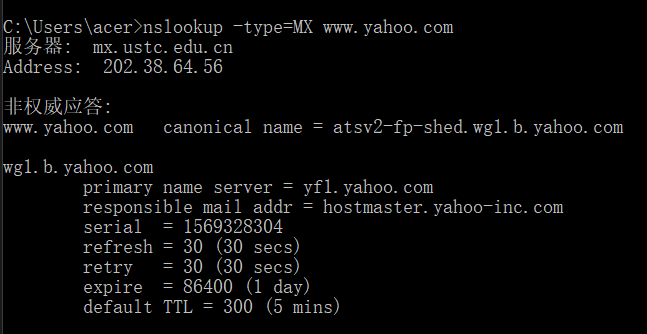 C:\Users\acer>nslookup -type=MX www.yahoo.com
服务器:  mx.ustc.edu.cn
Address:  202.38.64.56
非权威应答:
www.yahoo.com   canonical name = atsv2-fp-shed.wg1.b.yahoo.com
wg1.b.yahoo.com
        primary name server = yf1.yahoo.com
        responsible mail addr = hostmaster.yahoo-inc.com
        serial  = 1569328304
        refresh = 30 (30 secs)
        retry   = 30 (30 secs)
        expire  = 86400 (1 day)
        default TTL = 300 (5 mins)